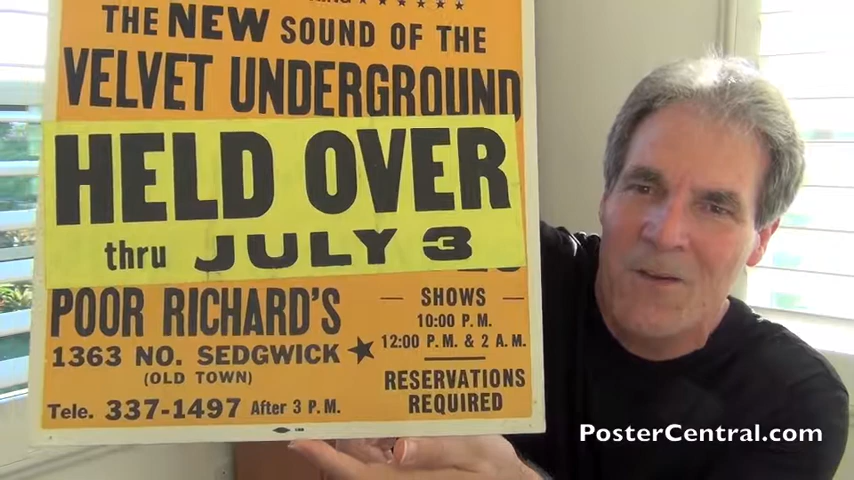 THE NEW SOUND OF THE
VELVET UNDERGROUND
HELD OVER
thru JULY 3
POOR RICHARD'S
1363 NO. SEDGWICK
(OLD TOWN)
Tele. 337-1497 After 3 P.M.
SHOWS
10:00 P.M.
12:00 P.M. & 2 A.M.
RESERVATIONS
REQUIRED
PosterCentral.com